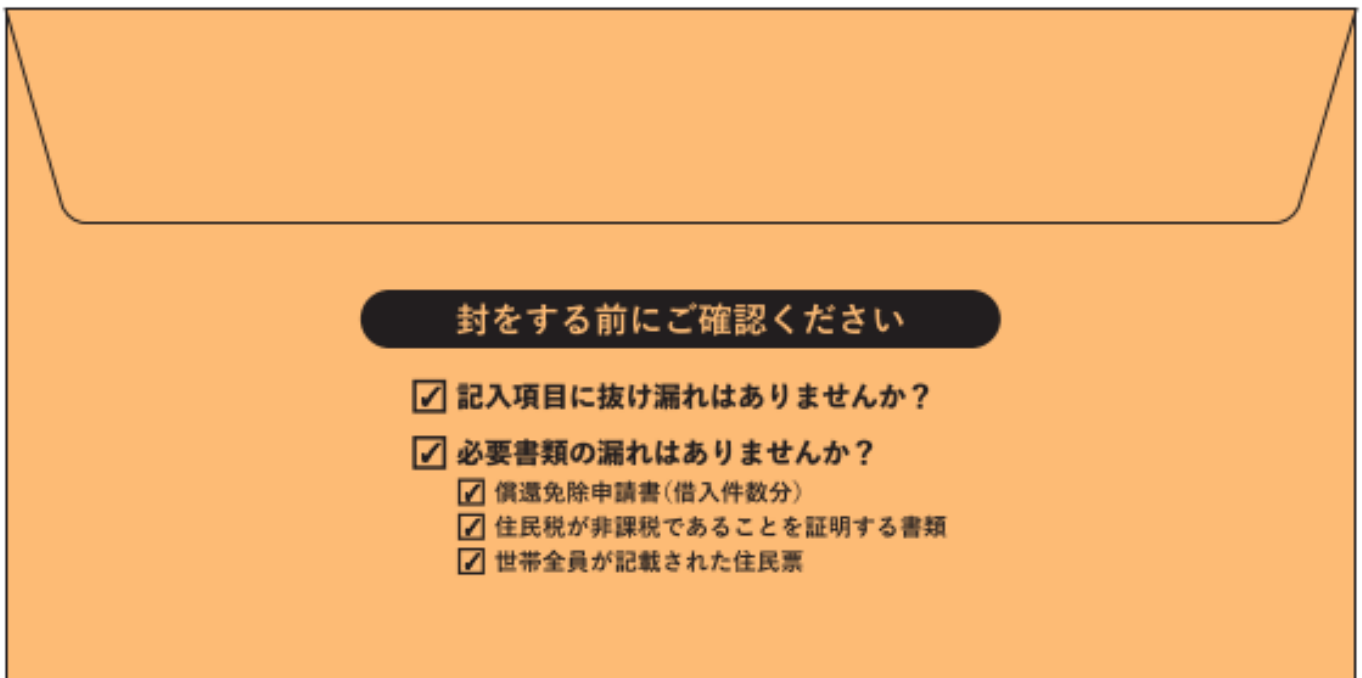 封をする前にご確認ください
☑ 記入項目に抜け漏れはありませんか？
☑ 必要書類の漏れはありませんか？
☑ 償還免除申請書（借入件数分）
☑ 住民税が非課税であることを証明する書類
☑ 世帯全員が記載された住民票